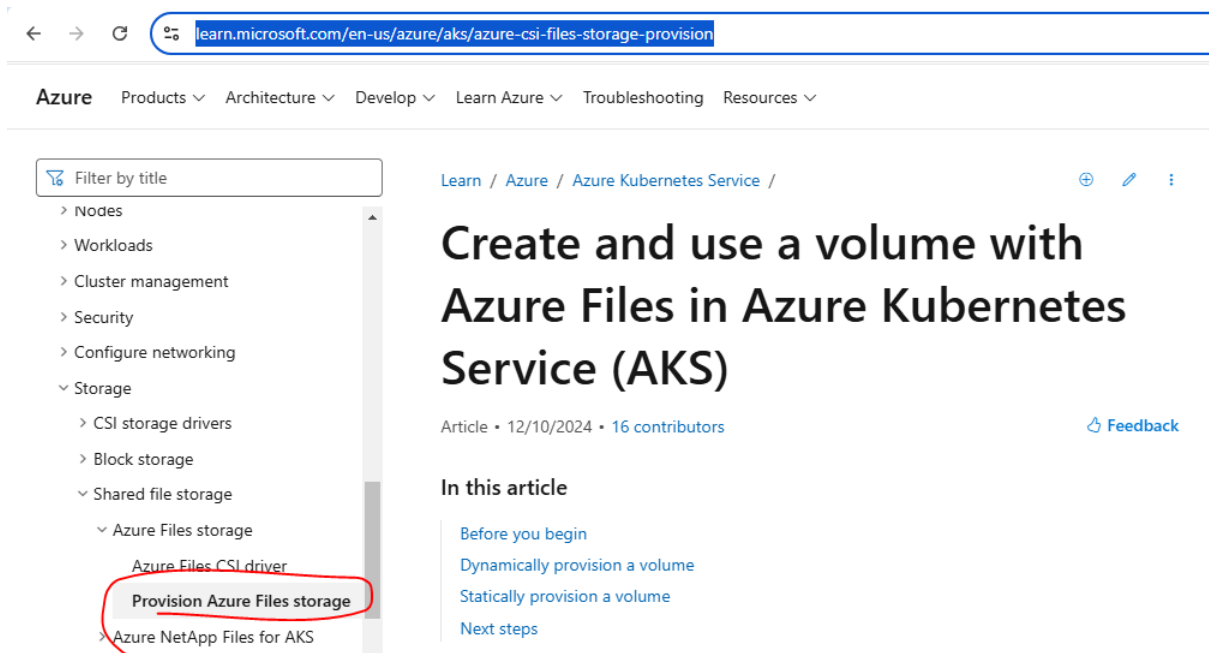 learn.microsoft.com/en-us/azure/aks/azure-csi-files-storage-provision
Azure Products Architecture Develop Learn Azure Troubleshooting Resources
Filter by title
Nodes
Workloads
Cluster management
Security
Configure networking
Storage
CSI storage drivers
Block storage
Shared file storage
Azure Files storage
Azure Files CSI driver
Provision Azure Files storage
Azure NetApp Files for AKS
Learn / Azure / Azure Kubernetes Service /
Create and use a volume with
Azure Files in Azure Kubernetes
Service (AKS)
Article • 12/10/2024 • 16 contributors
Feedback
In this article
Before you begin
Dynamically provision a volume
Statically provision a volume
Next steps